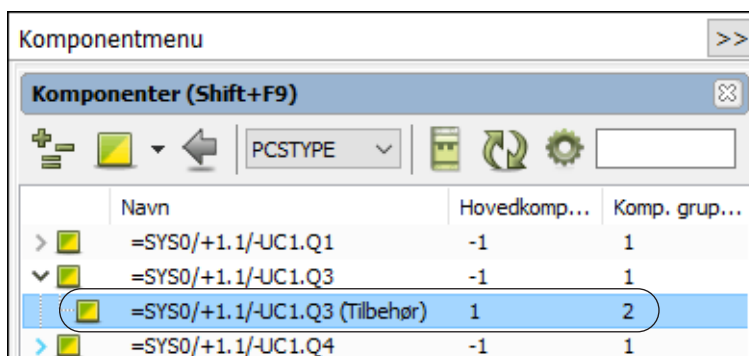 Komponentmenu >>
Komponenter (Shift+F9)
PCSTYPE
Navn Hovedkomp... Komp. grup...
=SYS0/+1.1/-UC1.Q1 -1 1
=SYS0/+1.1/-UC1.Q3 -1 1
=SYS0/+1.1/-UC1.Q3 (Tilbehør) 1 2
=SYS0/+1.1/-UC1.Q4 -1 1